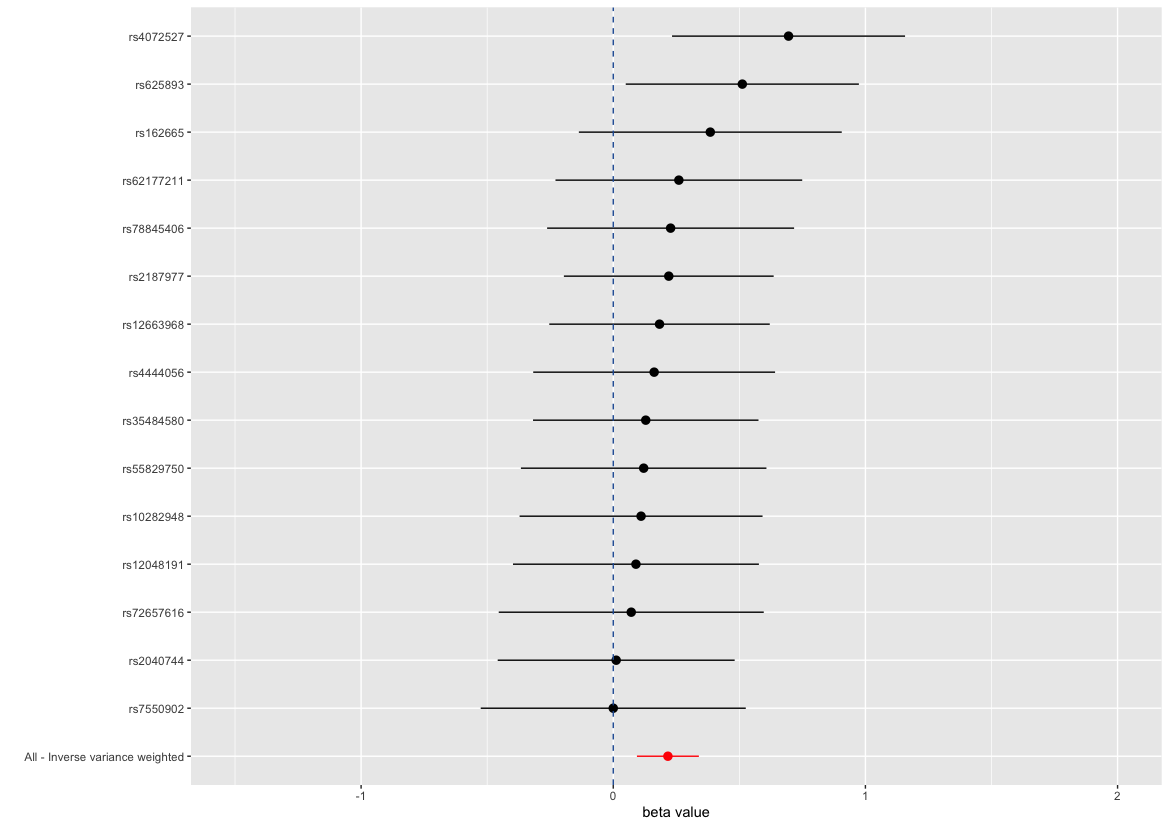 rs4072527
rs625893
rs162665
rs62177211
rs78845406
rs2187977
rs12663968
rs4444056
rs35484580
rs55829750
rs10282948
rs12048191
rs72657616
rs2040744
rs7550902
All - Inverse variance weighted
-1 0 1 2
beta value